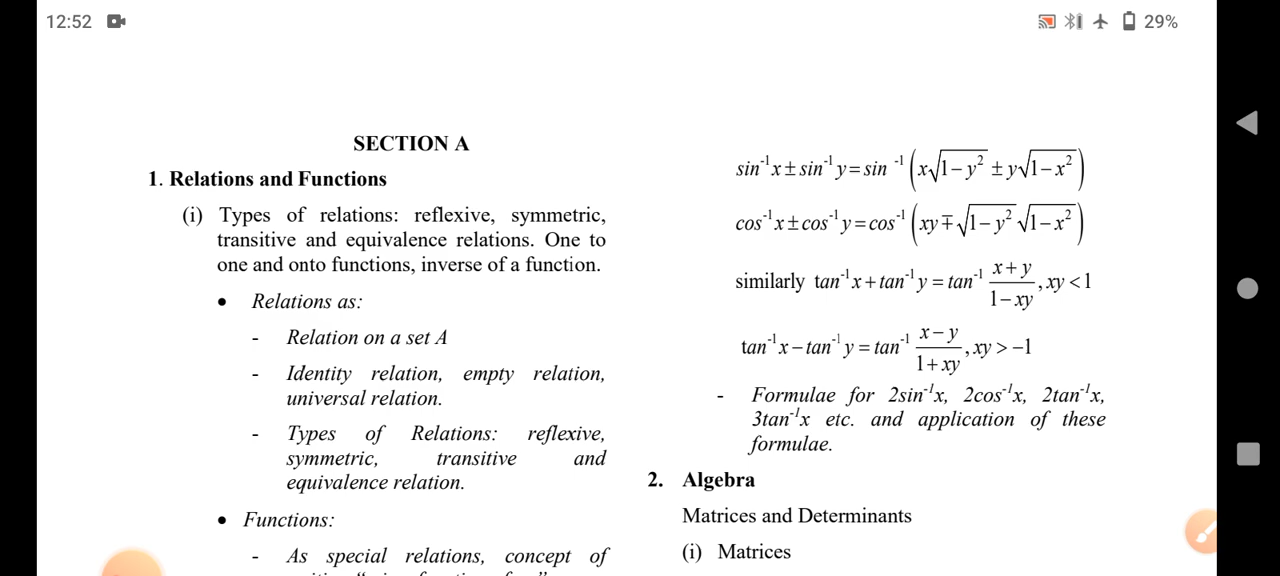 12:52
29%
SECTION A
1. Relations and Functions
(i) Types of relations: reflexive, symmetric,
transitive and equivalence relations. One to
one and onto functions, inverse of a function.
• Relations as:
- Relation on a set A
- Identity relation, empty relation,
universal relation.
- Types of Relations: reflexive,
symmetric, transitive and
equivalence relation.
• Functions:
- As special relations, concept of
sin⁻¹x ± sin⁻¹y = sin⁻¹(x√(1−y²) ± y√(1−x²))
cos⁻¹x ± cos⁻¹y = cos⁻¹(xy ∓ √(1−y²) √(1−x²))
similarly tan⁻¹x + tan⁻¹y = tan⁻¹ (x+y)/(1−xy), xy < 1
tan⁻¹x − tan⁻¹y = tan⁻¹ (x−y)/(1+xy), xy > −1
- Formulae for 2sin⁻¹x, 2cos⁻¹x, 2tan⁻¹x,
3tan⁻¹x etc. and application of these
formulae.
2. Algebra
Matrices and Determinants
(i) Matrices